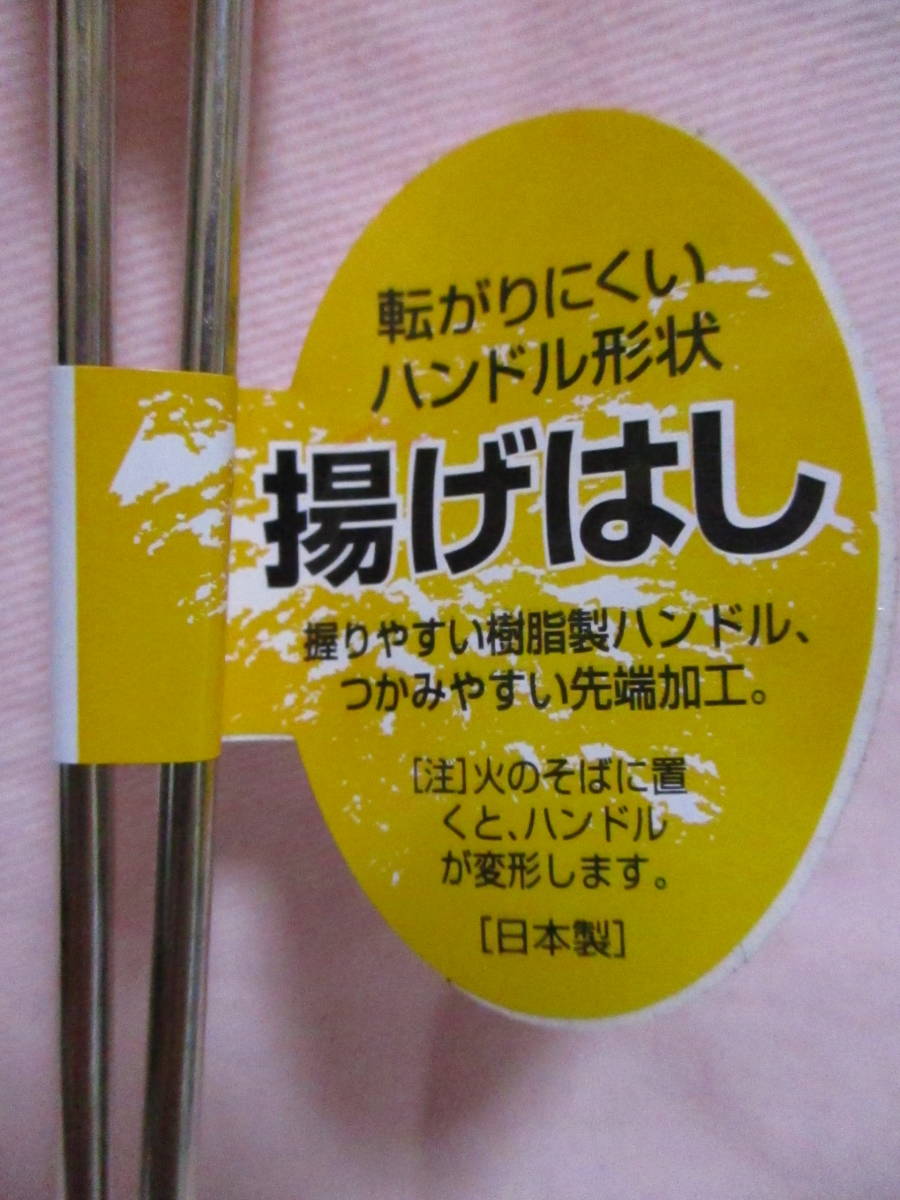 転がりにくい
ハンドル形状
揚げはし
握りやすい樹脂製ハンドル、
つかみやすい先端加工。
[注]火のそばに置
くと、ハンドル
が変形します。
[日本製]